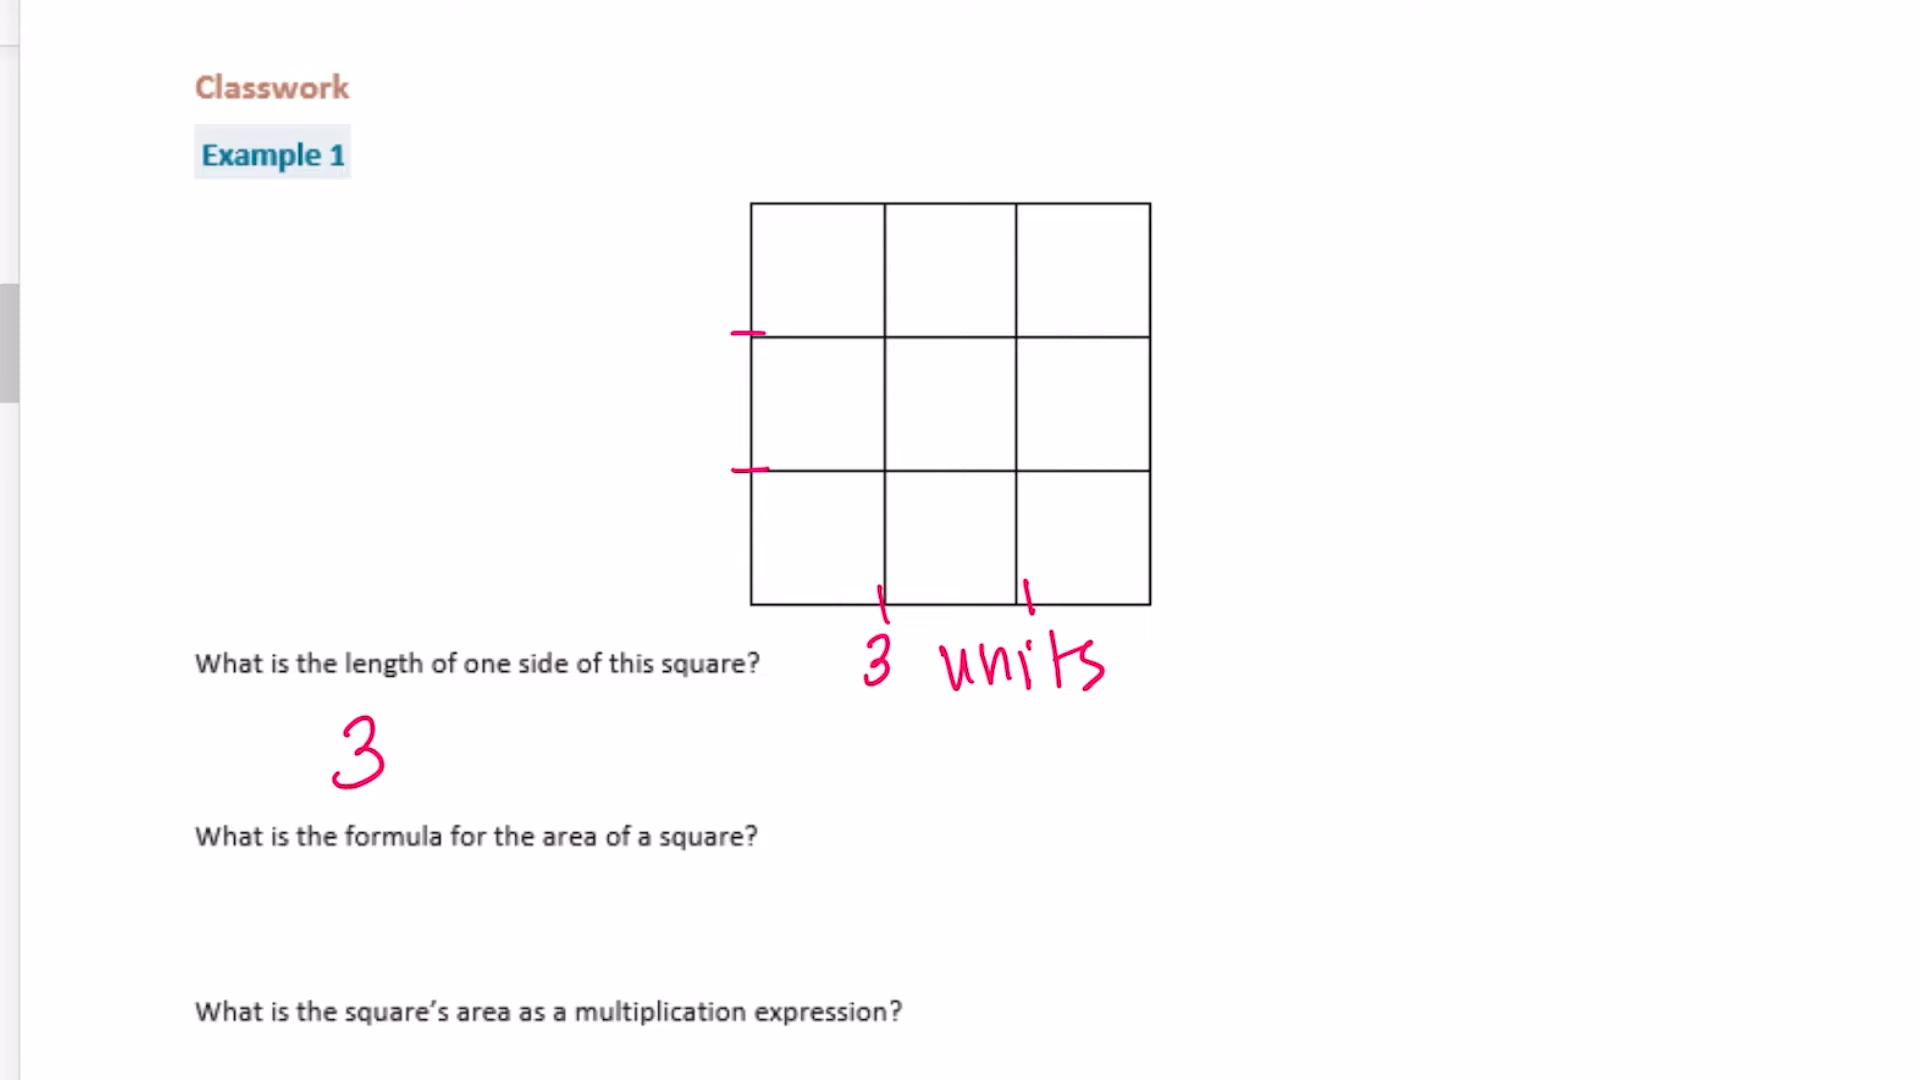 Classwork
Example 1
3 units
What is the length of one side of this square?
3
What is the formula for the area of a square?
What is the square’s area as a multiplication expression?